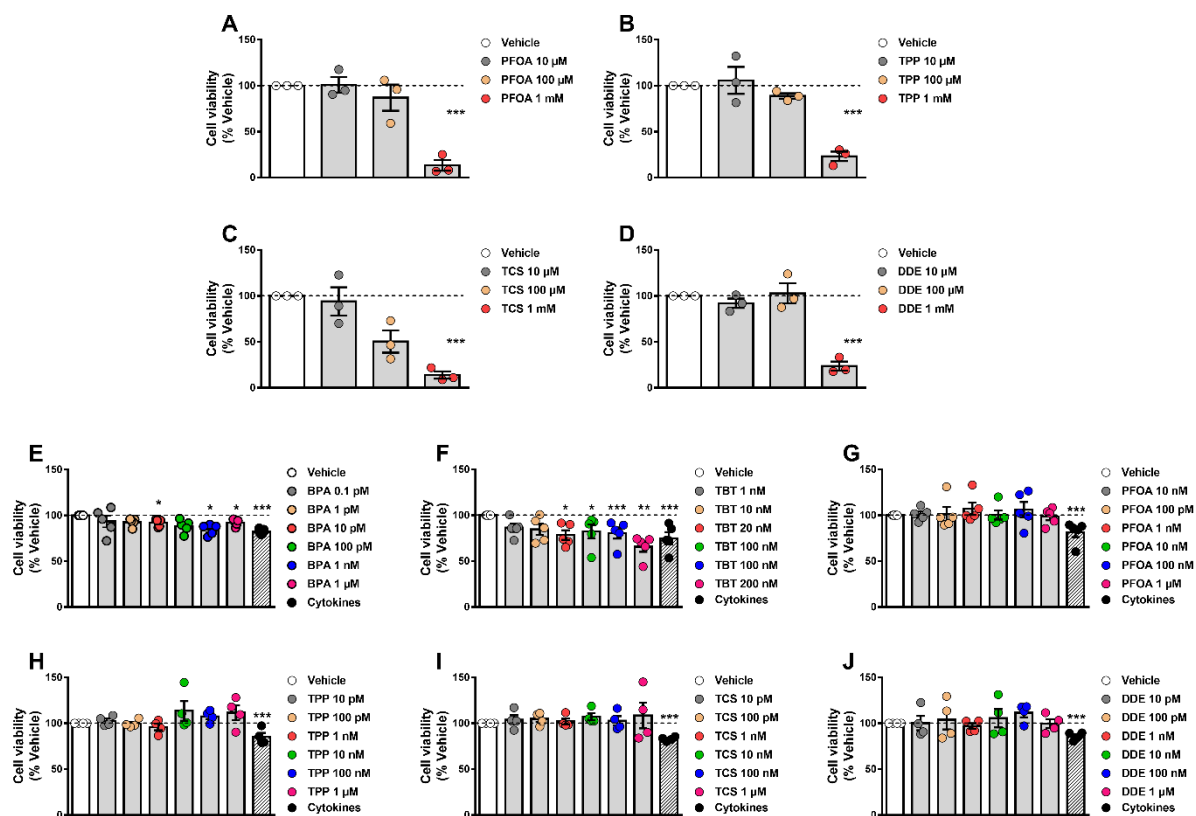 A
Cell viability
(% Vehicle)
150
100
50
0
***
Vehicle
PFOA 10 µM
PFOA 100 µM
PFOA 1 mM
B
Cell viability
(% Vehicle)
150
100
50
0
***
Vehicle
TPP 10 µM
TPP 100 µM
TPP 1 mM
C
Cell viability
(% Vehicle)
150
100
50
0
***
Vehicle
TCS 10 µM
TCS 100 µM
TCS 1 mM
D
Cell viability
(% Vehicle)
150
100
50
0
***
Vehicle
DDE 10 µM
DDE 100 µM
DDE 1 mM
E
Cell viability
(% Vehicle)
150
100
50
0
* * * ***
Vehicle
BPA 0.1 pM
BPA 1 pM
BPA 10 pM
BPA 100 pM
BPA 1 nM
BPA 1 µM
Cytokines
F
Cell viability
(% Vehicle)
150
100
50
0
* * *** ** ***
Vehicle
TBT 1 nM
TBT 10 nM
TBT 20 nM
TBT 100 nM
TBT 100 nM
TBT 200 nM
Cytokines
G
Cell viability
(% Vehicle)
150
100
50
0
***
Vehicle
PFOA 10 nM
PFOA 100 pM
PFOA 1 nM
PFOA 10 nM
PFOA 100 nM
PFOA 1 µM
Cytokines
H
Cell viability
(% Vehicle)
150
100
50
0
***
Vehicle
TPP 10 pM
TPP 100 pM
TPP 1 nM
TPP 10 nM
TPP 100 nM
TPP 1 µM
Cytokines
I
Cell viability
(% Vehicle)
150
100
50
0
***
Vehicle
TCS 10 pM
TCS 100 pM
TCS 1 nM
TCS 10 nM
TCS 100 nM
TCS 1 µM
Cytokines
J
Cell viability
(% Vehicle)
150
100
50
0
***
Vehicle
DDE 10 pM
DDE 100 pM
DDE 1 nM
DDE 10 nM
DDE 100 nM
DDE 1 µM
Cytokines